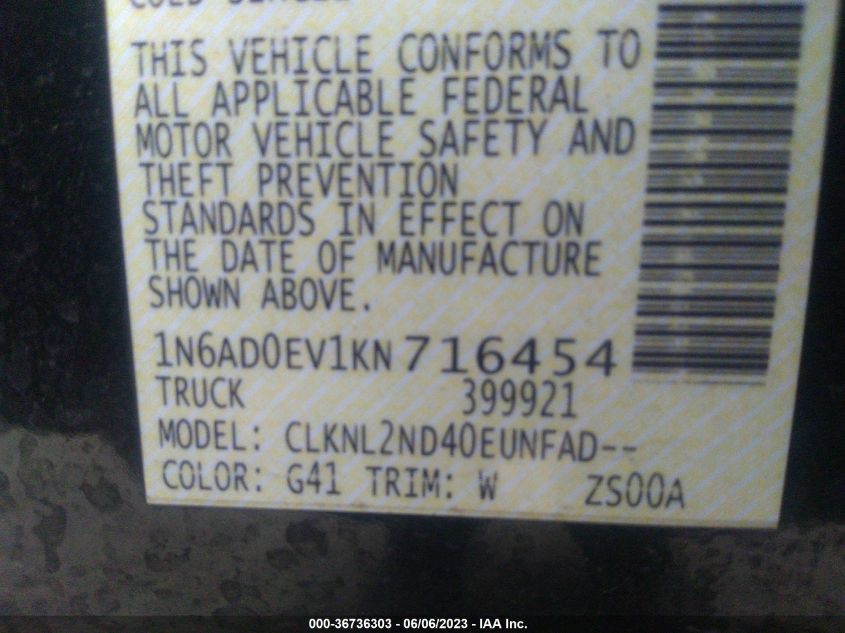 COLD SINGLE
THIS VEHICLE CONFORMS TO
ALL APPLICABLE FEDERAL
MOTOR VEHICLE SAFETY AND
THEFT PREVENTION
STANDARDS IN EFFECT ON
THE DATE OF MANUFACTURE
SHOWN ABOVE.
1N6AD0EV1KN716454
TRUCK 399921
MODEL: CLKNL2ND40EUNFAD--
COLOR: G41 TRIM: W ZS00A
000-36736303 - 06/06/2023 - IAA Inc.